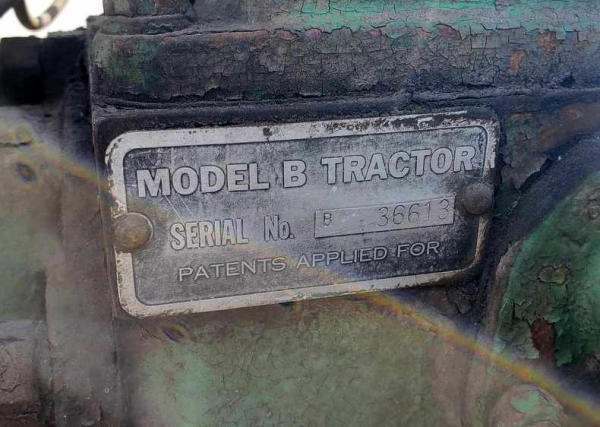 MODEL B TRACTOR
SERIAL No. B 36613
PATENTS APPLIED FOR